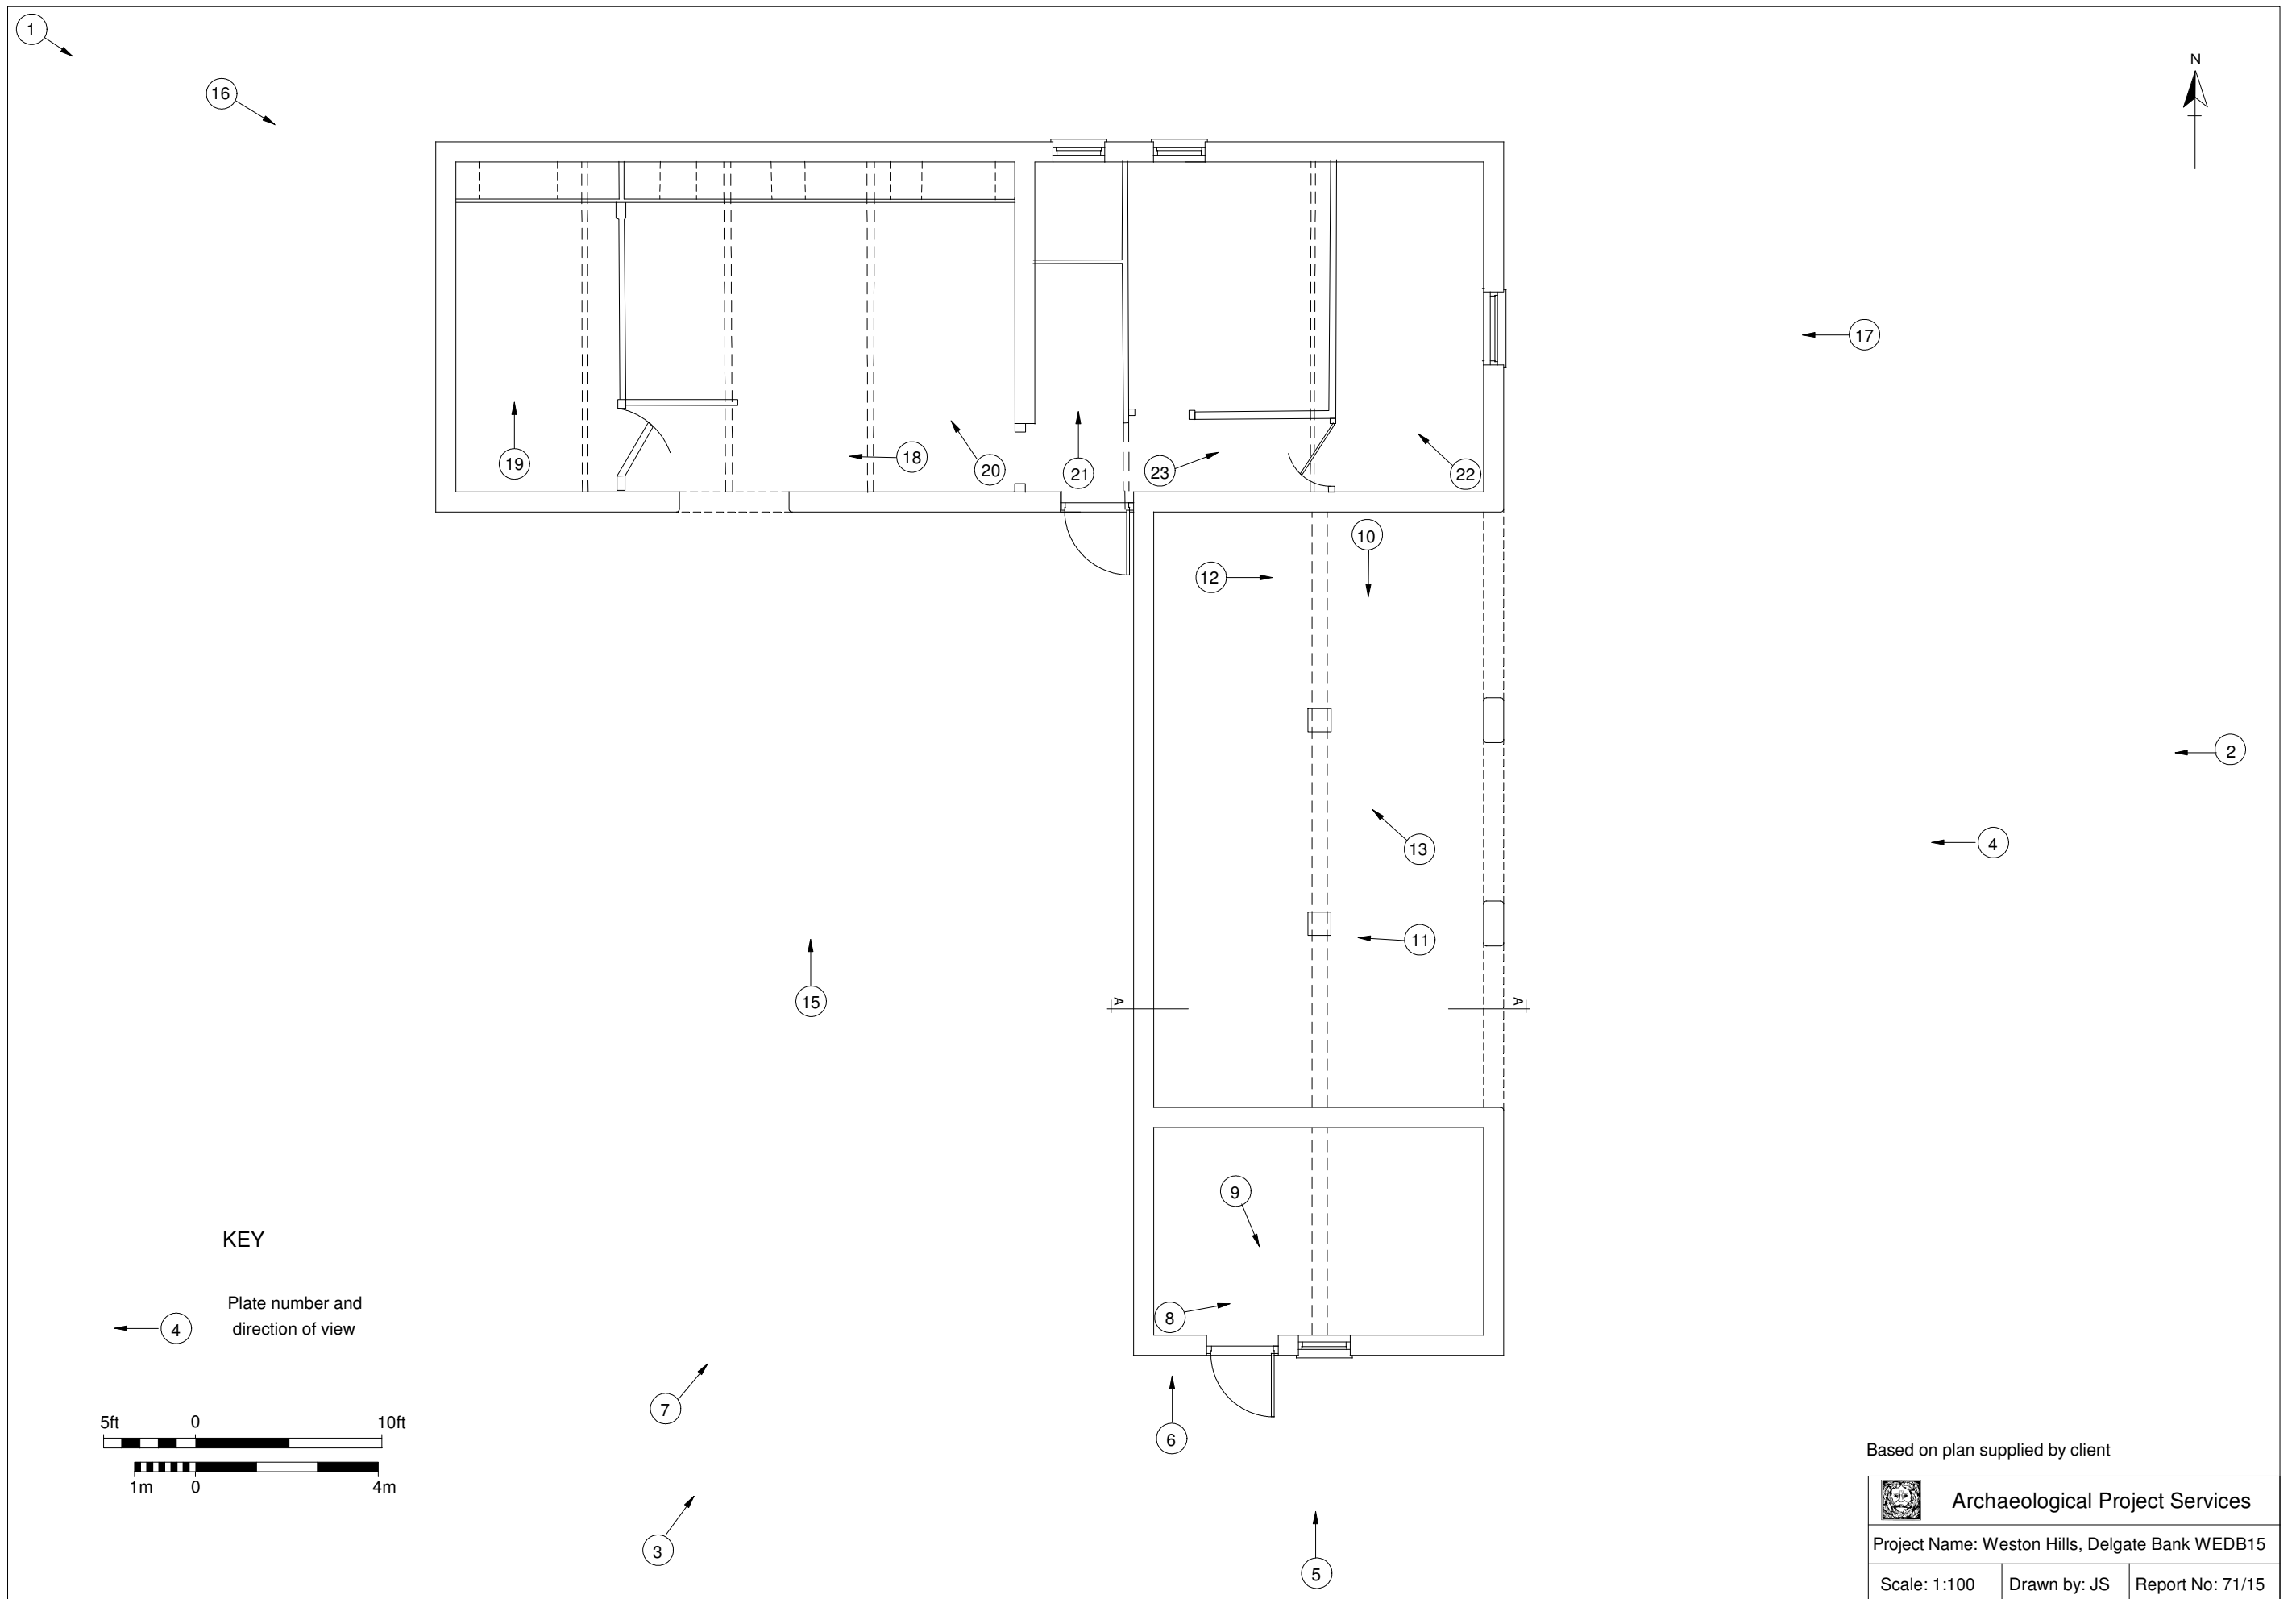 1
16
N
17
19
18
20
21
23
22
10
12
2
13
4
11
15
A
A
9
8
KEY
Plate number and
4
direction of view
7
6
5ft 0 10ft
1m 0 4m
3
5
Based on plan supplied by client
Archaeological Project Services
Project Name: Weston Hills, Delgate Bank WEDB15
Scale: 1:100 Drawn by: JS Report No: 71/15